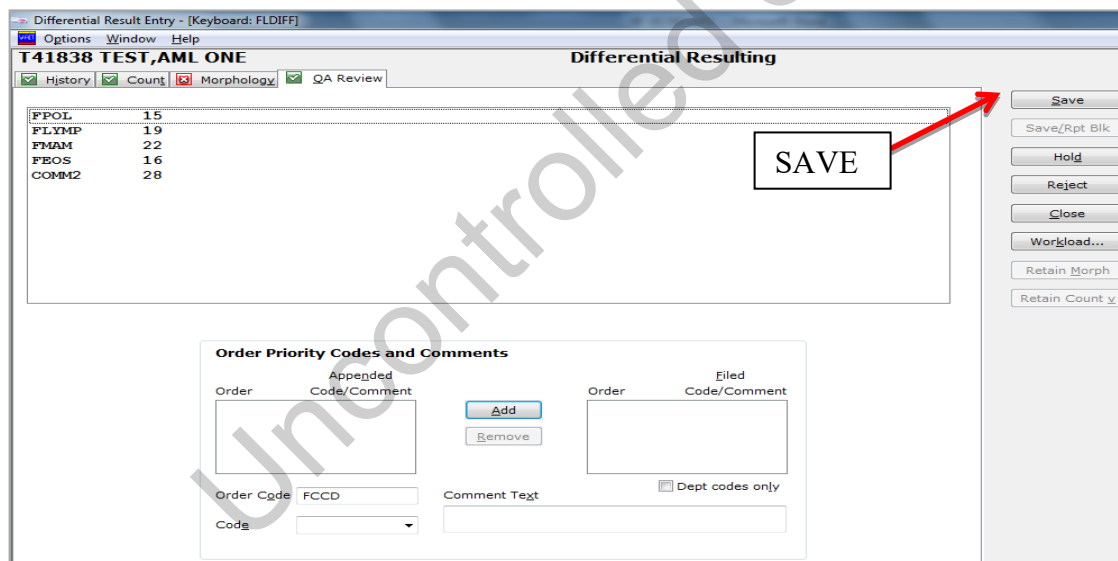 Differential Result Entry - [Keyboard: FLDIFF]
Options Window Help
T41838 TEST,AML ONE Differential Resulting
History Count Morphology QA Review
FPOL 15
FLYMP 19
FMAM 22
FEOS 16
COMM2 28
SAVE
Save
Save/Rpt Blk
Hold
Reject
Close
Workload...
Retain Morph
Retain Count v
Order Priority Codes and Comments
Appended Filed
Order Code/Comment Order Code/Comment
Add
Remove
Dept codes only
Order Code FCCD Comment Text
Code
Uncontrolled